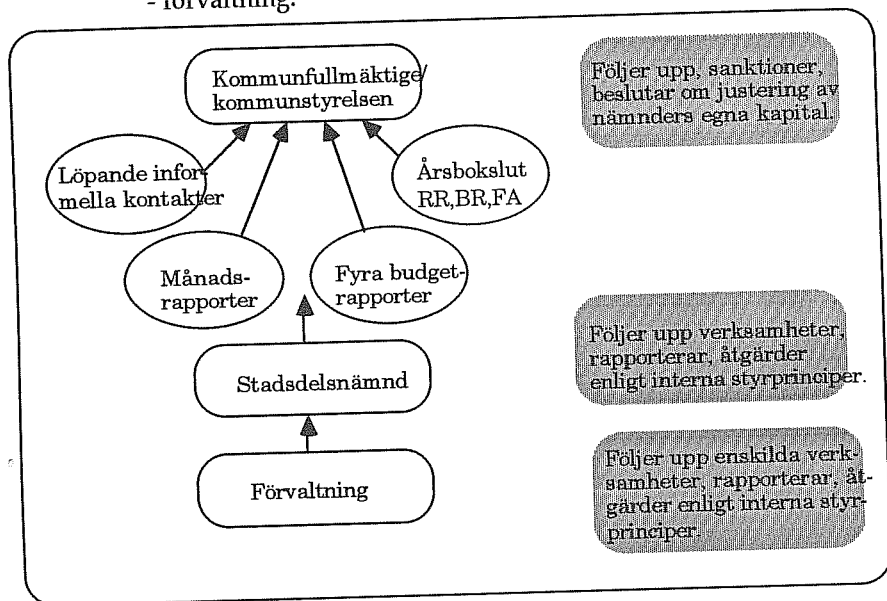 - förvaltning.
Kommunfullmäktige/
kommunstyrelsen
Följer upp, sanktioner,
beslutar om justering av
nämnders egna kapital.
Löpande infor-
mella kontakter
Årsbokslut
RR,BR,FA
Månads-
rapporter
Fyra budget-
rapporter
Stadsdelsnämnd
Följer upp verksamheter,
rapporterar, åtgärder
enligt interna styrprinciper.
Förvaltning
Följer upp enskilda verk-
samheter, rapporterar, åt-
gärder enligt interna styr-
principer.